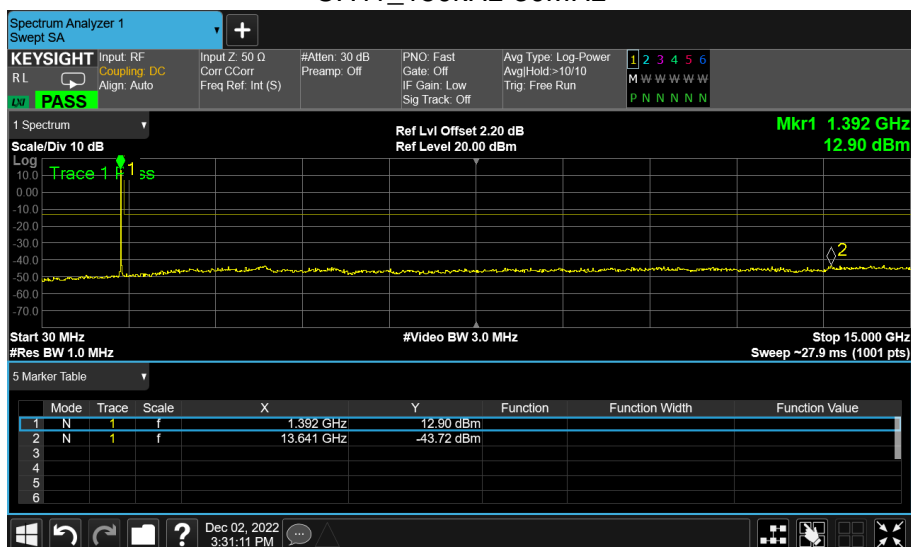 Spectrum Analyzer 1
Swept SA
KEYSIGHT Input: RF Input Z: 50 Ω #Atten: 30 dB PNO: Fast Avg Type: Log-Power 1 2 3 4 5 6
RL Coupling: DC Corr CCorr Preamp: Off Gate: Off Avg|Hold:>10/10 M W W W W W
Align: Auto Freq Ref: Int (S) IF Gain: Low Trig: Free Run
LXI PASS Sig Track: Off P N N N N N
1 Spectrum Ref Lvl Offset 2.20 dB Mkr1 1.392 GHz
Scale/Div 10 dB Ref Level 20.00 dBm 12.90 dBm
Log
10.0 Trace 1 Pass 1
0.00
-10.0
-20.0
-30.0
-40.0 2
-50.0
-60.0
-70.0
Start 30 MHz #Video BW 3.0 MHz Stop 15.000 GHz
#Res BW 1.0 MHz Sweep ~27.9 ms (1001 pts)
5 Marker Table
Mode Trace Scale X Y Function Function Width Function Value
1 N 1 f 1.392 GHz 12.90 dBm
2 N 1 f 13.641 GHz -43.72 dBm
3
4
5
6
? Dec 02, 2022
3:31:11 PM